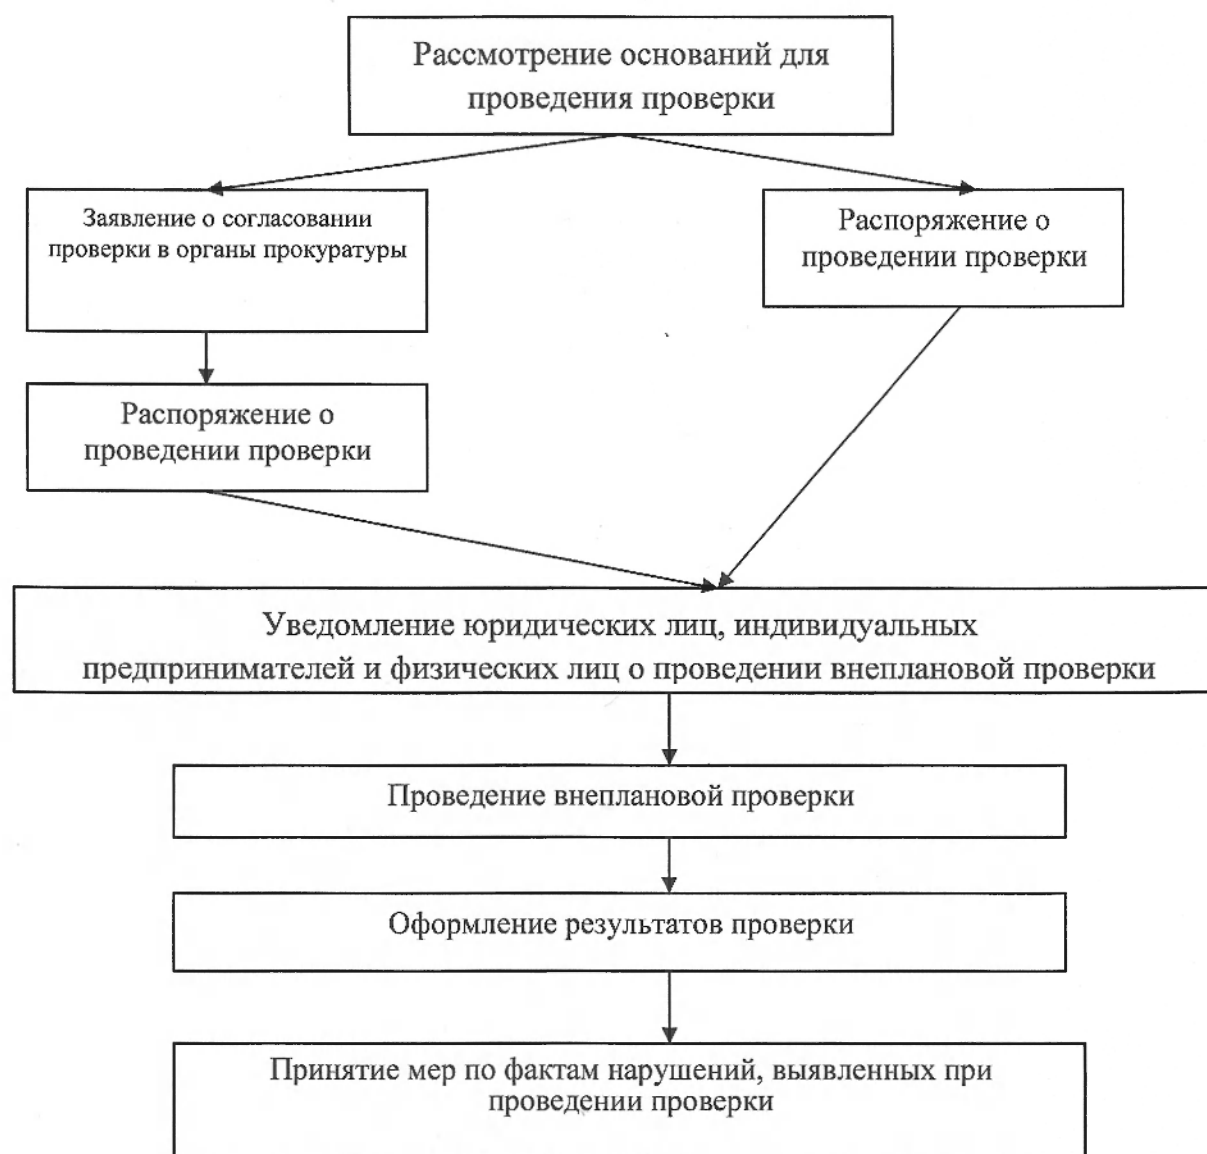 Рассмотрение оснований для
проведения проверки
Заявление о согласовании
проверки в органы прокуратуры
Распоряжение о
проведении проверки
Распоряжение о
проведении проверки
Уведомление юридических лиц, индивидуальных
предпринимателей и физических лиц о проведении внеплановой проверки
Проведение внеплановой проверки
Оформление результатов проверки
Принятие мер по фактам нарушений, выявленных при
проведении проверки